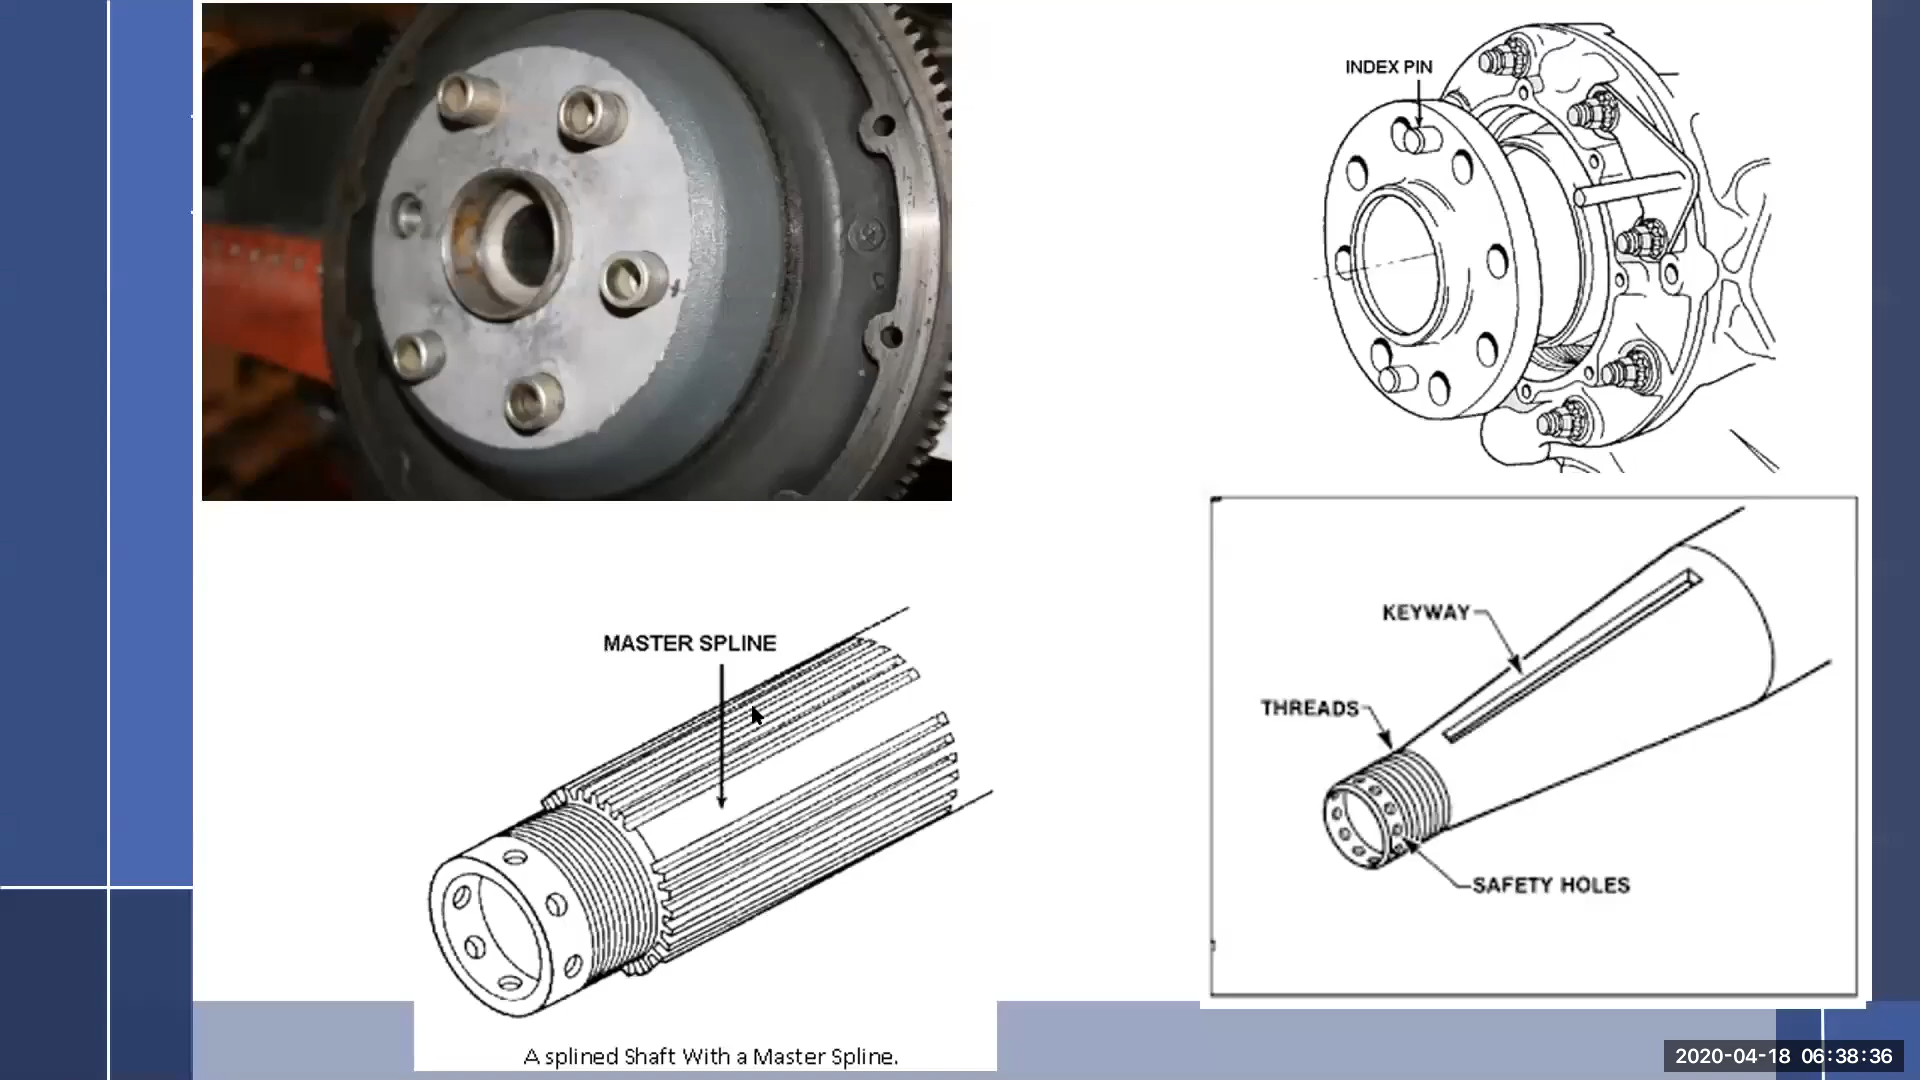 INDEX PIN
MASTER SPLINE
KEYWAY
THREADS
SAFETY HOLES
A splined Shaft With a Master Spline.
2020-04-18 06:38:36